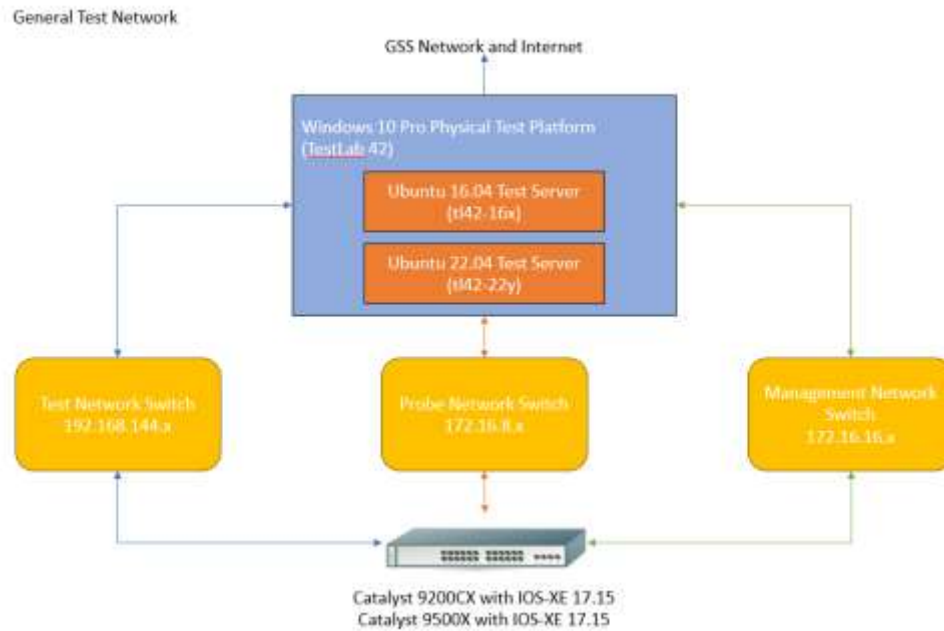 General Test Network
GSS Network and Internet
Windows 10 Pro Physical Test Platform
(TestLab 42)
Ubuntu 16.04 Test Server
(tl42-16x)
Ubuntu 22.04 Test Server
(tl42-22y)
Test Network Switch
192.168.144.x
Probe Network Switch
172.16.8.x
Management Network
Switch
172.16.16.x
Catalyst 9200CX with IOS-XE 17.15
Catalyst 9500X with IOS-XE 17.15